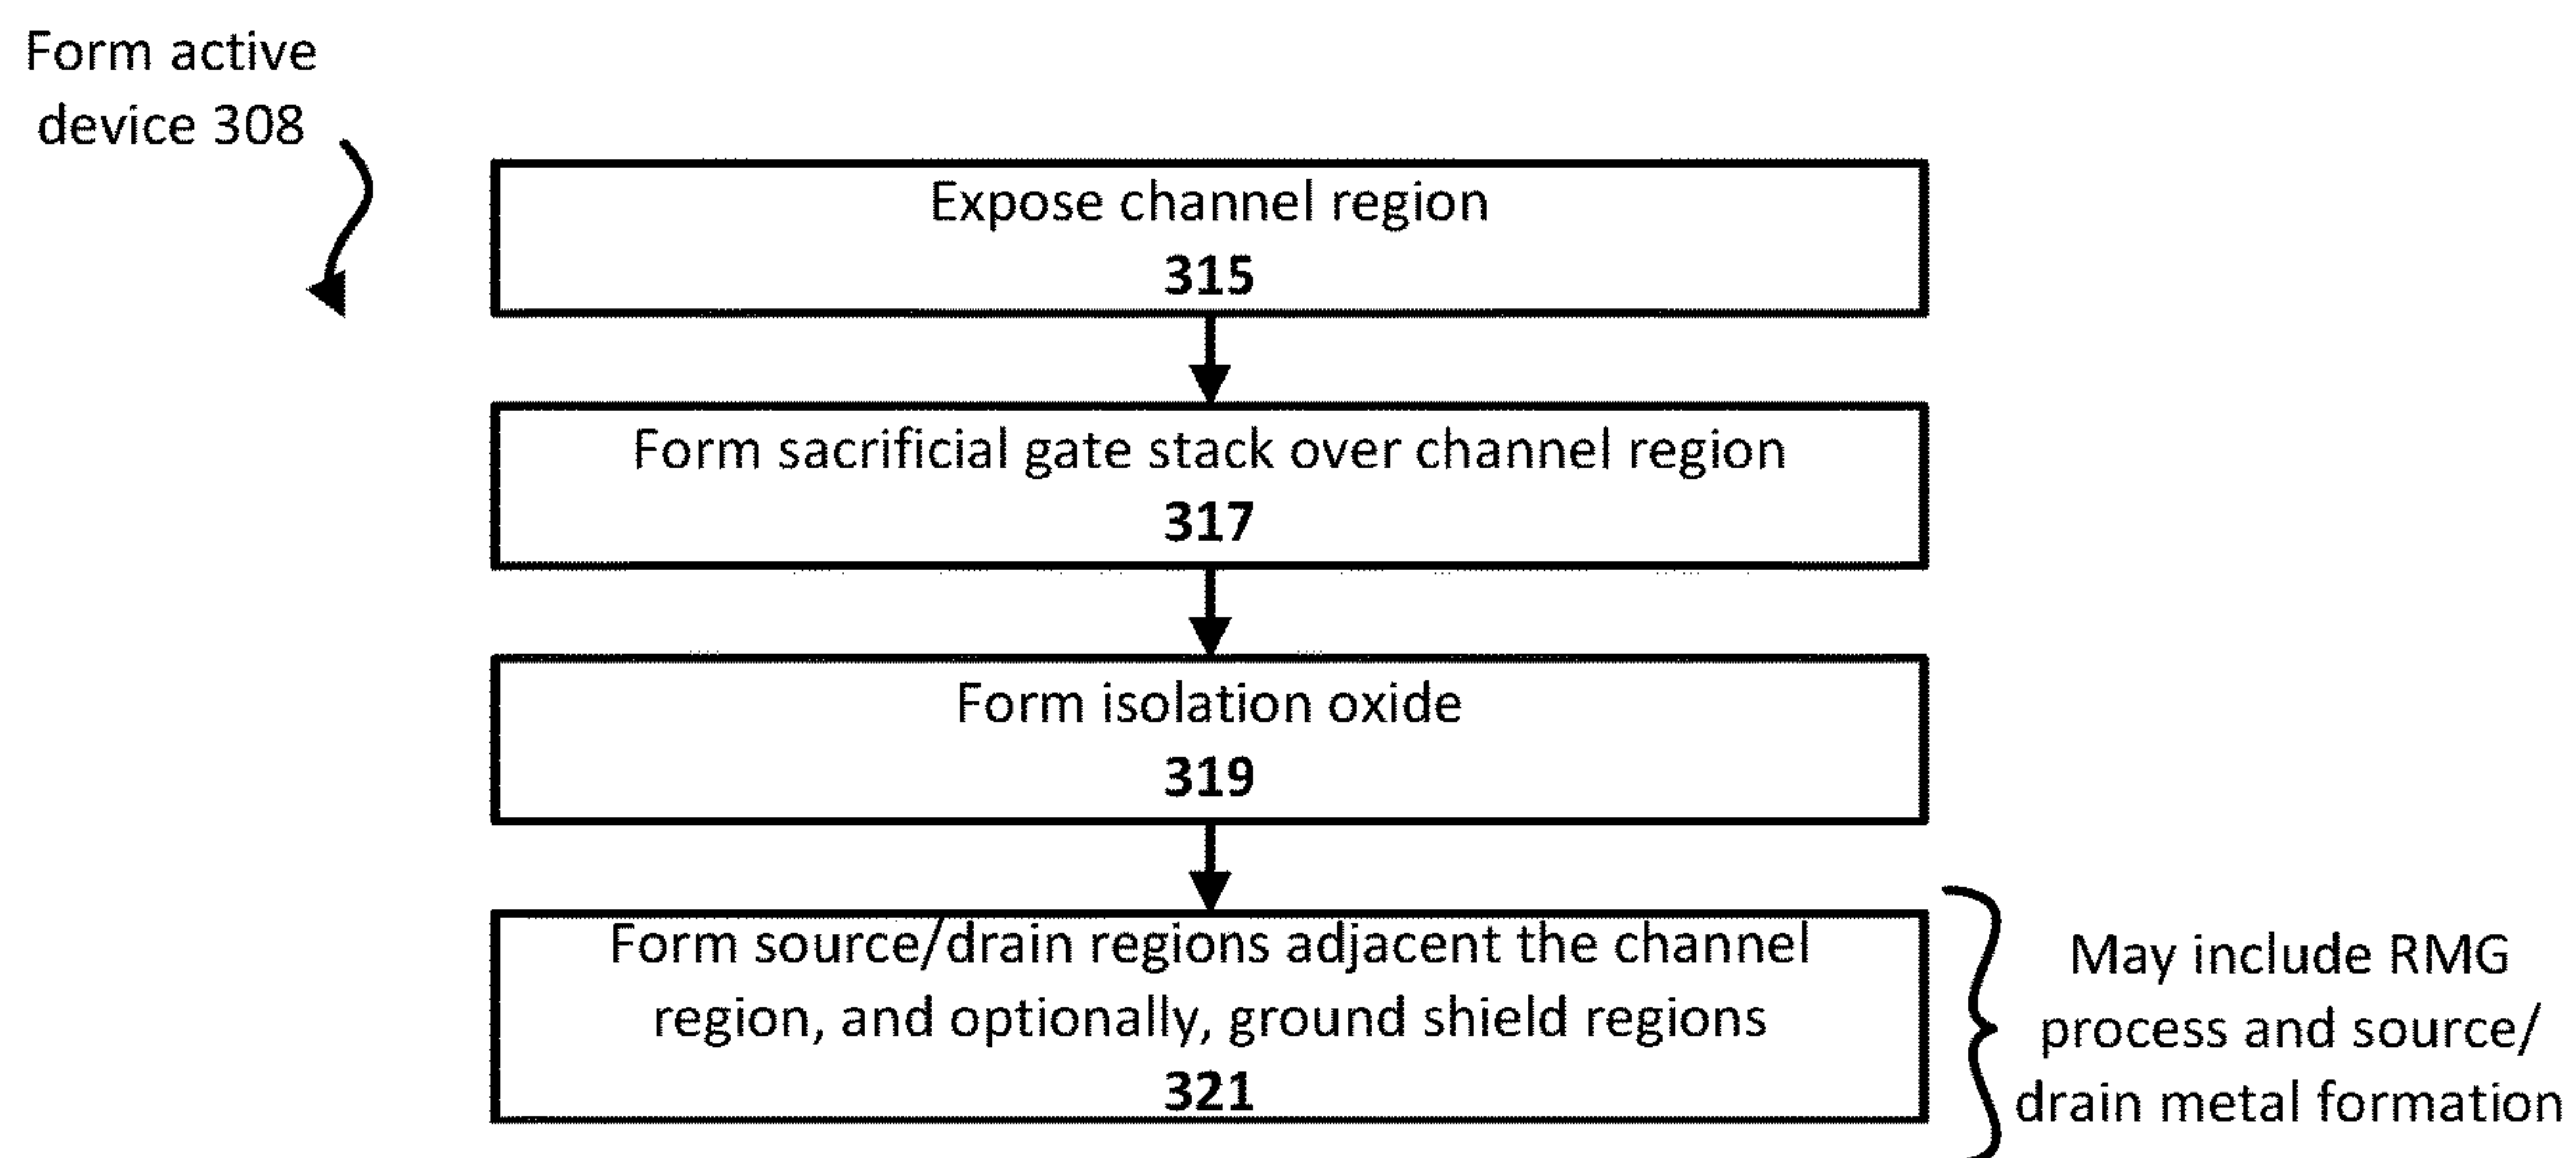 Form active
device 308
Expose channel region
315
Form sacrificial gate stack over channel region
317
Form isolation oxide
319
Form source/drain regions adjacent the channel
region, and optionally, ground shield regions
321
May include RMG
process and source/
drain metal formation